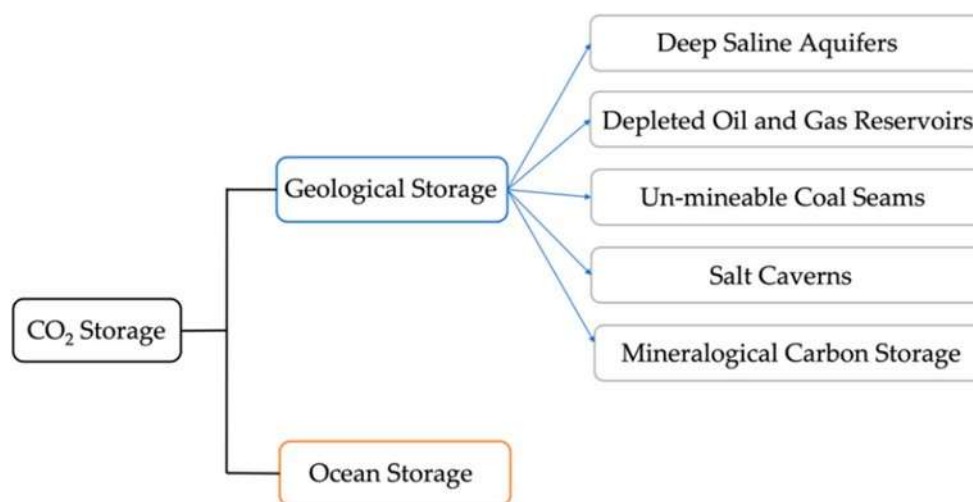 Deep Saline Aquifers
Depleted Oil and Gas Reservoirs
Geological Storage
Un-mineable Coal Seams
Salt Caverns
CO₂ Storage
Mineralogical Carbon Storage
Ocean Storage